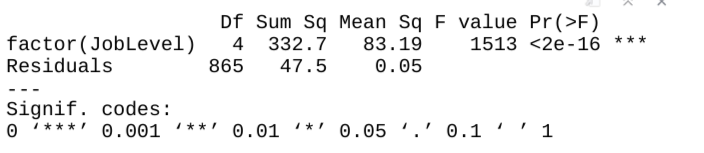 Df Sum Sq Mean Sq F value Pr(>F)
factor(JobLevel)   4  332.7   83.19    1513 <2e-16 ***
Residuals        865   47.5    0.05
---
Signif. codes:
0 ‘***’ 0.001 ‘**’ 0.01 ‘*’ 0.05 ‘.’ 0.1 ‘ ’ 1